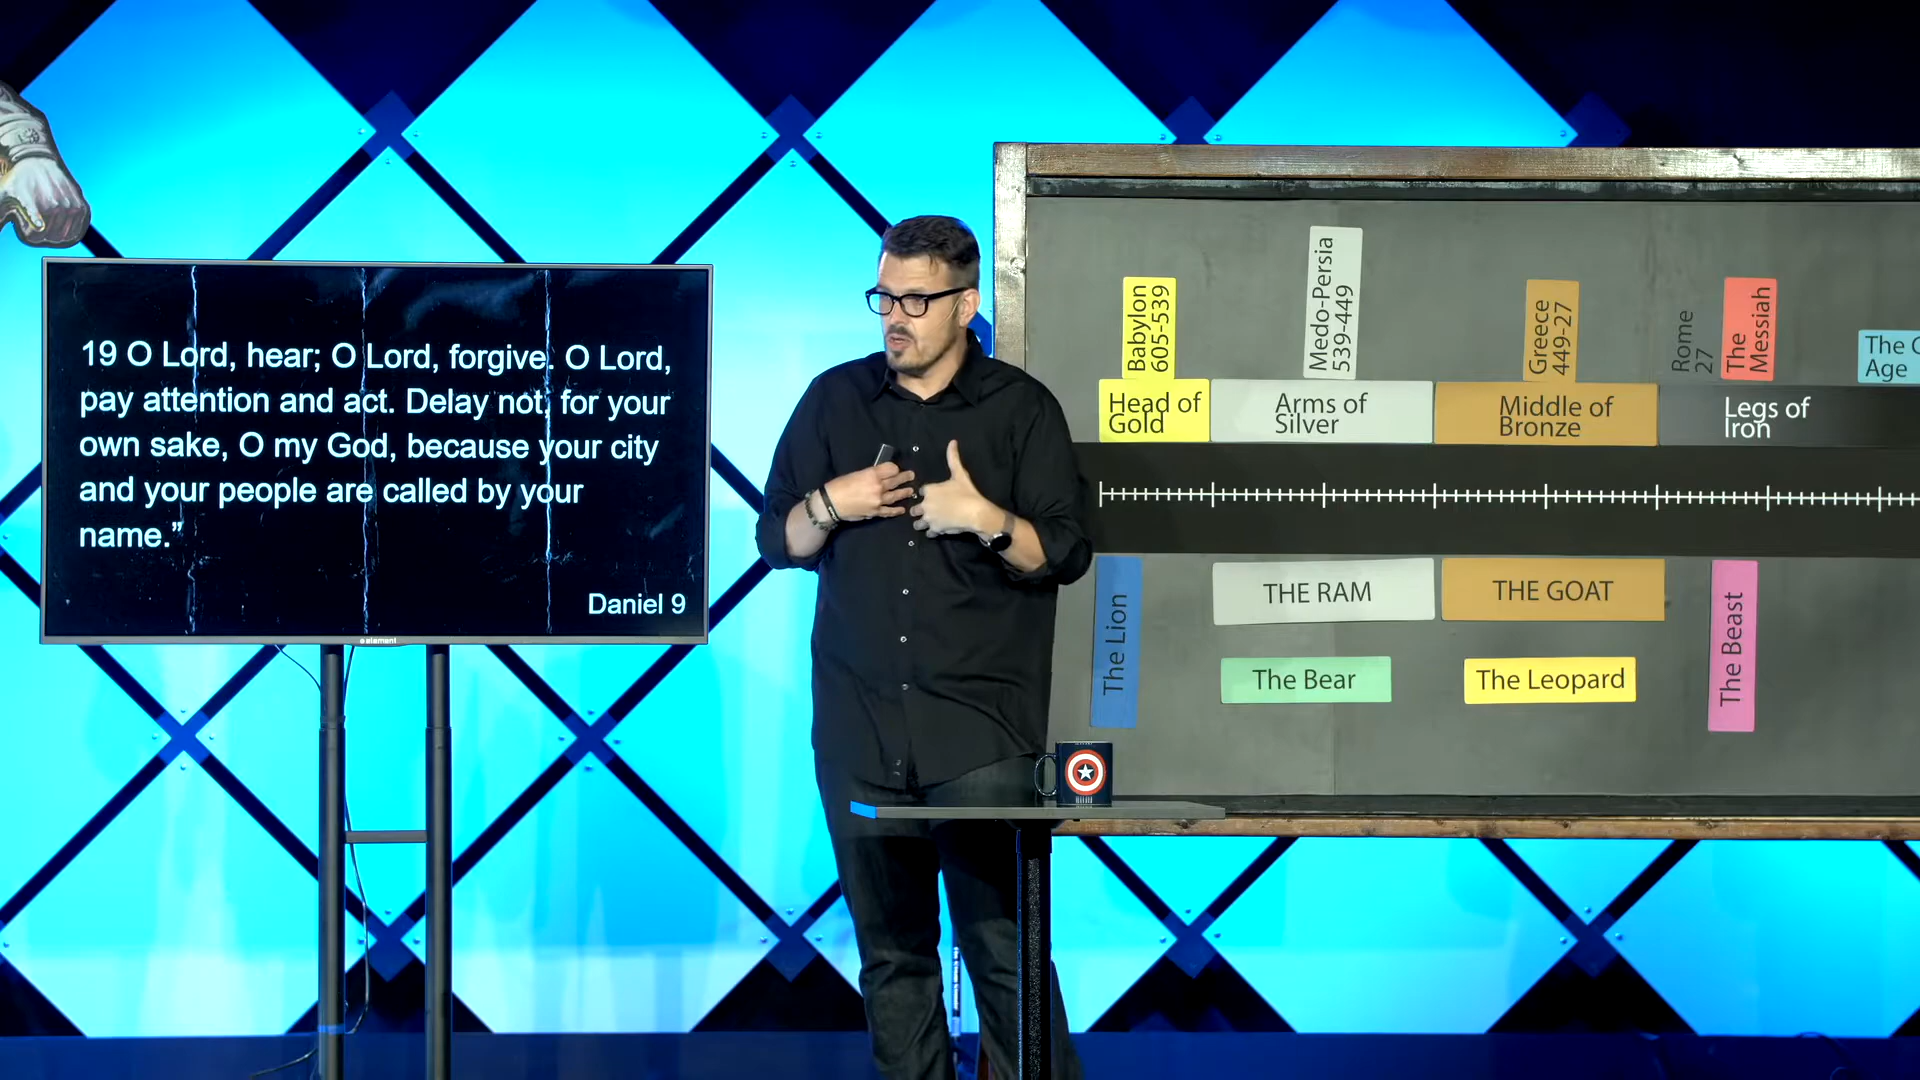 19 O Lord, hear; O Lord, forgive. O Lord,
pay attention and act. Delay not, for your
own sake, O my God, because your city
and your people are called by your
name.”
Daniel 9
element
Babylon
605-539
Medo-Persia
539-449
Greece
449-27
Rome
27
The
Messiah
The
Age
Head of
Gold
Arms of
Silver
Middle of
Bronze
Legs of
Iron
The Lion
THE RAM
THE GOAT
The Beast
The Bear
The Leopard